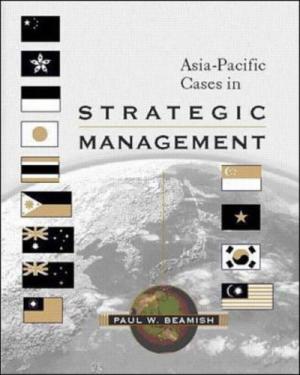 Asia-Pacific
Cases in
STRATEGIC
MANAGEMENT
PAUL W. BEAMISH